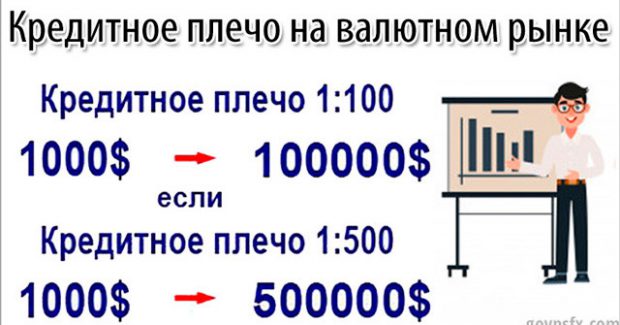 Кредитное плечо на валютном рынке
Кредитное плечо 1:100
1000$ → 100000$
если
Кредитное плечо 1:500
1000$ → 500000$